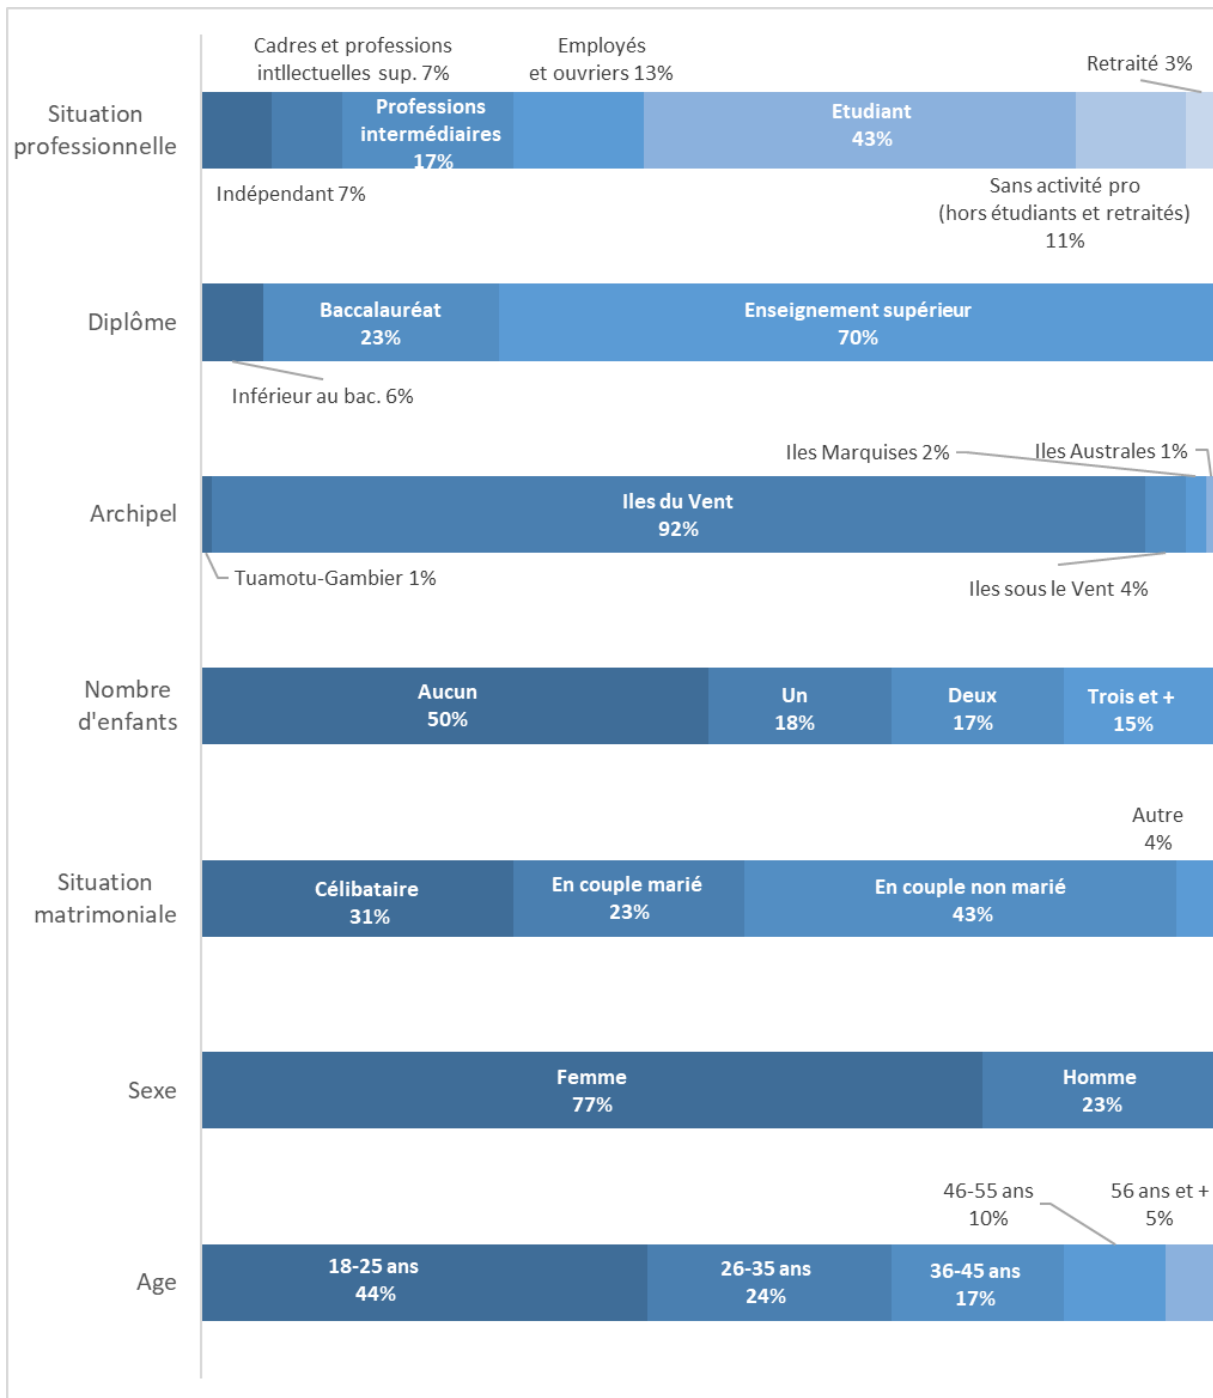 Cadres et professions
intllectuelles sup. 7%
Employés
et ouvriers 13%
Retraité 3%
Situation
professionnelle
Professions
intermédiaires
17%
Etudiant
43%
Indépendant 7%
Sans activité pro
(hors étudiants et retraités)
11%
Diplôme
Baccalauréat
23%
Enseignement supérieur
70%
Inférieur au bac. 6%
Iles Marquises 2%
Iles Australes 1%
Archipel
Iles du Vent
92%
Tuamotu-Gambier 1%
Iles sous le Vent 4%
Nombre
d'enfants
Aucun
50%
Un
18%
Deux
17%
Trois et +
15%
Autre
4%
Situation
matrimoniale
Célibataire
31%
En couple marié
23%
En couple non marié
43%
Sexe
Femme
77%
Homme
23%
46-55 ans
10%
56 ans et +
5%
Age
18-25 ans
44%
26-35 ans
24%
36-45 ans
17%